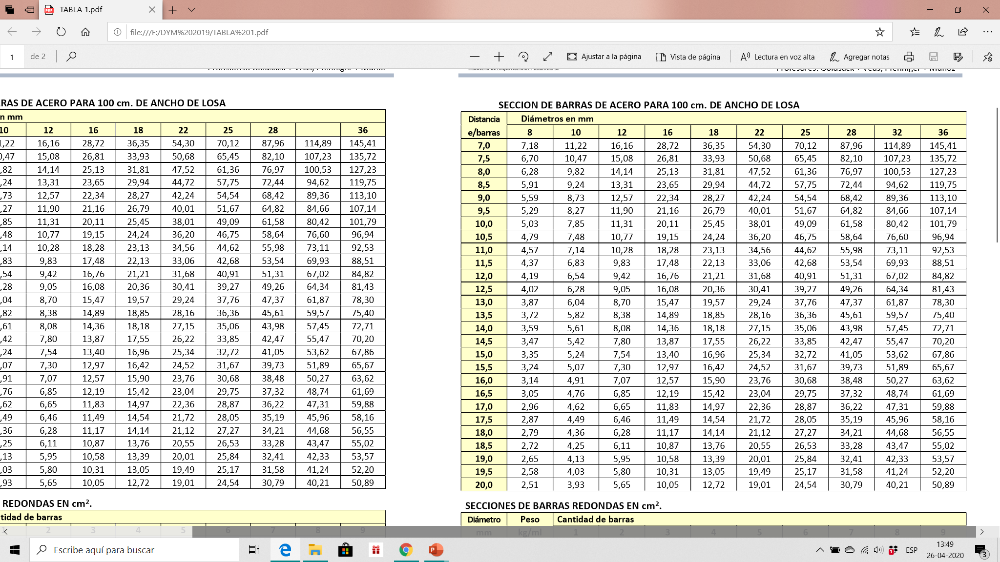 TABLA 1.pdf
file:///F:/DYM%202019/TABLA%201.pdf
1 de 2
Ajustar a la página
Vista de página
Lectura en voz alta
Agregar notas
RAS DE ACERO PARA 100 cm. DE ANCHO DE LOSA
n mm
10 12 16 18 22 25 28 36
1,22 16,16 28,72 36,35 54,30 70,12 87,96 114,89 145,41
0,47 15,08 26,81 33,93 50,68 65,45 82,10 107,23 135,72
,82 14,14 25,13 31,81 47,52 61,36 76,97 100,53 127,23
,24 13,31 23,65 29,94 44,72 57,75 72,44 94,62 119,75
,73 12,57 22,34 28,27 42,24 54,54 68,42 89,36 113,10
,27 11,90 21,16 26,79 40,01 51,67 64,82 84,66 107,14
,85 11,31 20,11 25,45 38,01 49,09 61,58 80,42 101,79
,48 10,77 19,15 24,24 36,20 46,75 58,64 76,60 96,94
,14 10,28 18,28 23,13 34,56 44,62 55,98 73,11 92,53
,83 9,83 17,48 22,13 33,06 42,68 53,54 69,93 88,51
,54 9,42 16,76 21,21 31,68 40,91 51,31 67,02 84,82
,28 9,05 16,08 20,36 30,41 39,27 49,26 64,34 81,43
,04 8,70 15,47 19,57 29,24 37,76 47,37 61,87 78,30
,82 8,38 14,89 18,85 28,16 36,36 45,61 59,57 75,40
,61 8,08 14,36 18,18 27,15 35,06 43,98 57,45 72,71
,42 7,80 13,87 17,55 26,22 33,85 42,47 55,47 70,20
,24 7,54 13,40 16,96 25,34 32,72 41,05 53,62 67,86
,07 7,30 12,97 16,42 24,52 31,67 39,73 51,89 65,67
,91 7,07 12,57 15,90 23,76 30,68 38,48 50,27 63,62
,76 6,85 12,19 15,42 23,04 29,75 37,32 48,74 61,69
,62 6,65 11,83 14,97 22,36 28,87 36,22 47,31 59,88
,49 6,46 11,49 14,54 21,72 28,05 35,19 45,96 58,16
,36 6,28 11,17 14,14 21,12 27,27 34,21 44,68 56,55
,25 6,11 10,87 13,76 20,55 26,53 33,28 43,47 55,02
,13 5,95 10,58 13,39 20,01 25,84 32,41 42,33 53,57
,03 5,80 10,31 13,05 19,49 25,17 31,58 41,24 52,20
,93 5,65 10,05 12,72 19,01 24,54 30,79 40,21 50,89
REDONDAS EN cm².
tidad de barras
1 2 3 4 5 6 7 8 9
SECCION DE BARRAS DE ACERO PARA 100 cm. DE ANCHO DE LOSA
Distancia Diámetros en mm
e/barras 8 10 12 16 18 22 25 28 32 36
7,0 7,18 11,22 16,16 28,72 36,35 54,30 70,12 87,96 114,89 145,41
7,5 6,70 10,47 15,08 26,81 33,93 50,68 65,45 82,10 107,23 135,72
8,0 6,28 9,82 14,14 25,13 31,81 47,52 61,36 76,97 100,53 127,23
8,5 5,91 9,24 13,31 23,65 29,94 44,72 57,75 72,44 94,62 119,75
9,0 5,59 8,73 12,57 22,34 28,27 42,24 54,54 68,42 89,36 113,10
9,5 5,29 8,27 11,90 21,16 26,79 40,01 51,67 64,82 84,66 107,14
10,0 5,03 7,85 11,31 20,11 25,45 38,01 49,09 61,58 80,42 101,79
10,5 4,79 7,48 10,77 19,15 24,24 36,20 46,75 58,64 76,60 96,94
11,0 4,57 7,14 10,28 18,28 23,13 34,56 44,62 55,98 73,11 92,53
11,5 4,37 6,83 9,83 17,48 22,13 33,06 42,68 53,54 69,93 88,51
12,0 4,19 6,54 9,42 16,76 21,21 31,68 40,91 51,31 67,02 84,82
12,5 4,02 6,28 9,05 16,08 20,36 30,41 39,27 49,26 64,34 81,43
13,0 3,87 6,04 8,70 15,47 19,57 29,24 37,76 47,37 61,87 78,30
13,5 3,72 5,82 8,38 14,89 18,85 28,16 36,36 45,61 59,57 75,40
14,0 3,59 5,61 8,08 14,36 18,18 27,15 35,06 43,98 57,45 72,71
14,5 3,47 5,42 7,80 13,87 17,55 26,22 33,85 42,47 55,47 70,20
15,0 3,35 5,24 7,54 13,40 16,96 25,34 32,72 41,05 53,62 67,86
15,5 3,24 5,07 7,30 12,97 16,42 24,52 31,67 39,73 51,89 65,67
16,0 3,14 4,91 7,07 12,57 15,90 23,76 30,68 38,48 50,27 63,62
16,5 3,05 4,76 6,85 12,19 15,42 23,04 29,75 37,32 48,74 61,69
17,0 2,96 4,62 6,65 11,83 14,97 22,36 28,87 36,22 47,31 59,88
17,5 2,87 4,49 6,46 11,49 14,54 21,72 28,05 35,19 45,96 58,16
18,0 2,79 4,36 6,28 11,17 14,14 21,12 27,27 34,21 44,68 56,55
18,5 2,72 4,25 6,11 10,87 13,76 20,55 26,53 33,28 43,47 55,02
19,0 2,65 4,13 5,95 10,58 13,39 20,01 25,84 32,41 42,33 53,57
19,5 2,58 4,03 5,80 10,31 13,05 19,49 25,17 31,58 41,24 52,20
20,0 2,51 3,93 5,65 10,05 12,72 19,01 24,54 30,79 40,21 50,89
SECCIONES DE BARRAS REDONDAS EN cm².
Diámetro Peso Cantidad de barras
mm kg/ml 1 2 3 4 5 6 7 8 9
Escribe aquí para buscar
ESP
13:49
26-04-2020
3